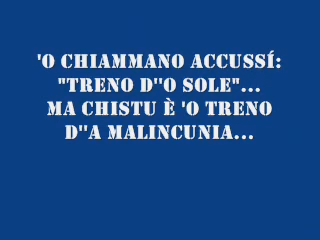 'O CHIAMMANO ACCUSSÍ:
"TRENO D''O SOLE"...
MA CHISTU È 'O TRENO
D''A MALINCUNIA...